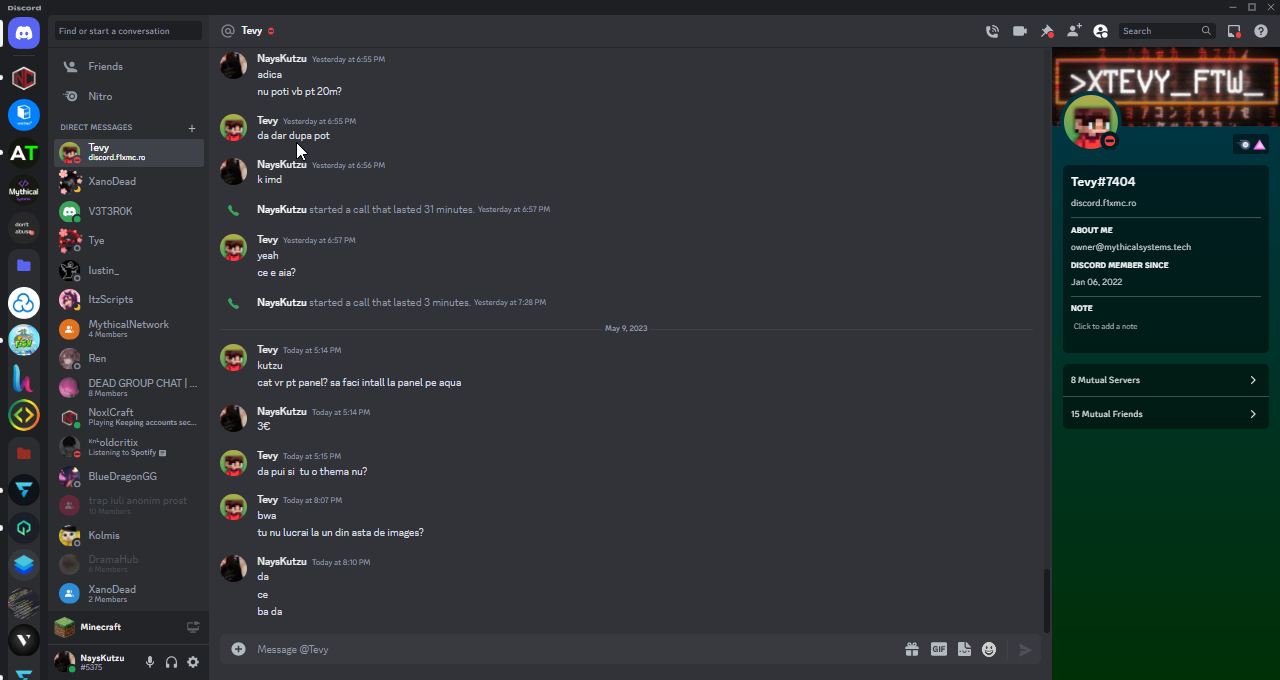 Discord
Find or start a conversation
Friends
Nitro
DIRECT MESSAGES
Tevy
discord.f1xmc.ro
XanoDead
V3T3R0K
Tye
Iustin_
ItzScripts
MythicalNetwork
4 Members
Ren
DEAD GROUP CHAT | ...
8 Members
NoxlCraft
Playing Keeping accounts sec...
oldcritix
Listening to Spotify
BlueDragonGG
trap iuli anonim prost
10 Members
Kolmis
DramaHub
6 Members
XanoDead
2 Members
Minecraft
NaysKutzu
#5375
AT
Mythical
don't
abuse
Tevy
Search
NaysKutzu Yesterday at 6:55 PM
adica
nu poti vb pt 20m?
Tevy Yesterday at 6:55 PM
da dar dupa pot
NaysKutzu Yesterday at 6:56 PM
k imd
NaysKutzu started a call that lasted 31 minutes. Yesterday at 6:57 PM
Tevy Yesterday at 6:57 PM
yeah
ce e aia?
NaysKutzu started a call that lasted 3 minutes. Yesterday at 7:28 PM
May 9, 2023
Tevy Today at 5:14 PM
kutzu
cat vr pt panel? sa faci intall la panel pe aqua
NaysKutzu Today at 5:14 PM
3€
Tevy Today at 5:15 PM
da pui si tu o thema nu?
Tevy Today at 8:07 PM
bwa
tu nu lucrai la un din asta de images?
NaysKutzu Today at 8:10 PM
da
ce
ba da
Message @Tevy
GIF
>XTEVY_FTW_
Tevy#7404
discord.f1xmc.ro
ABOUT ME
owner@mythicalsystems.tech
DISCORD MEMBER SINCE
Jan 06, 2022
NOTE
Click to add a note
8 Mutual Servers
15 Mutual Friends